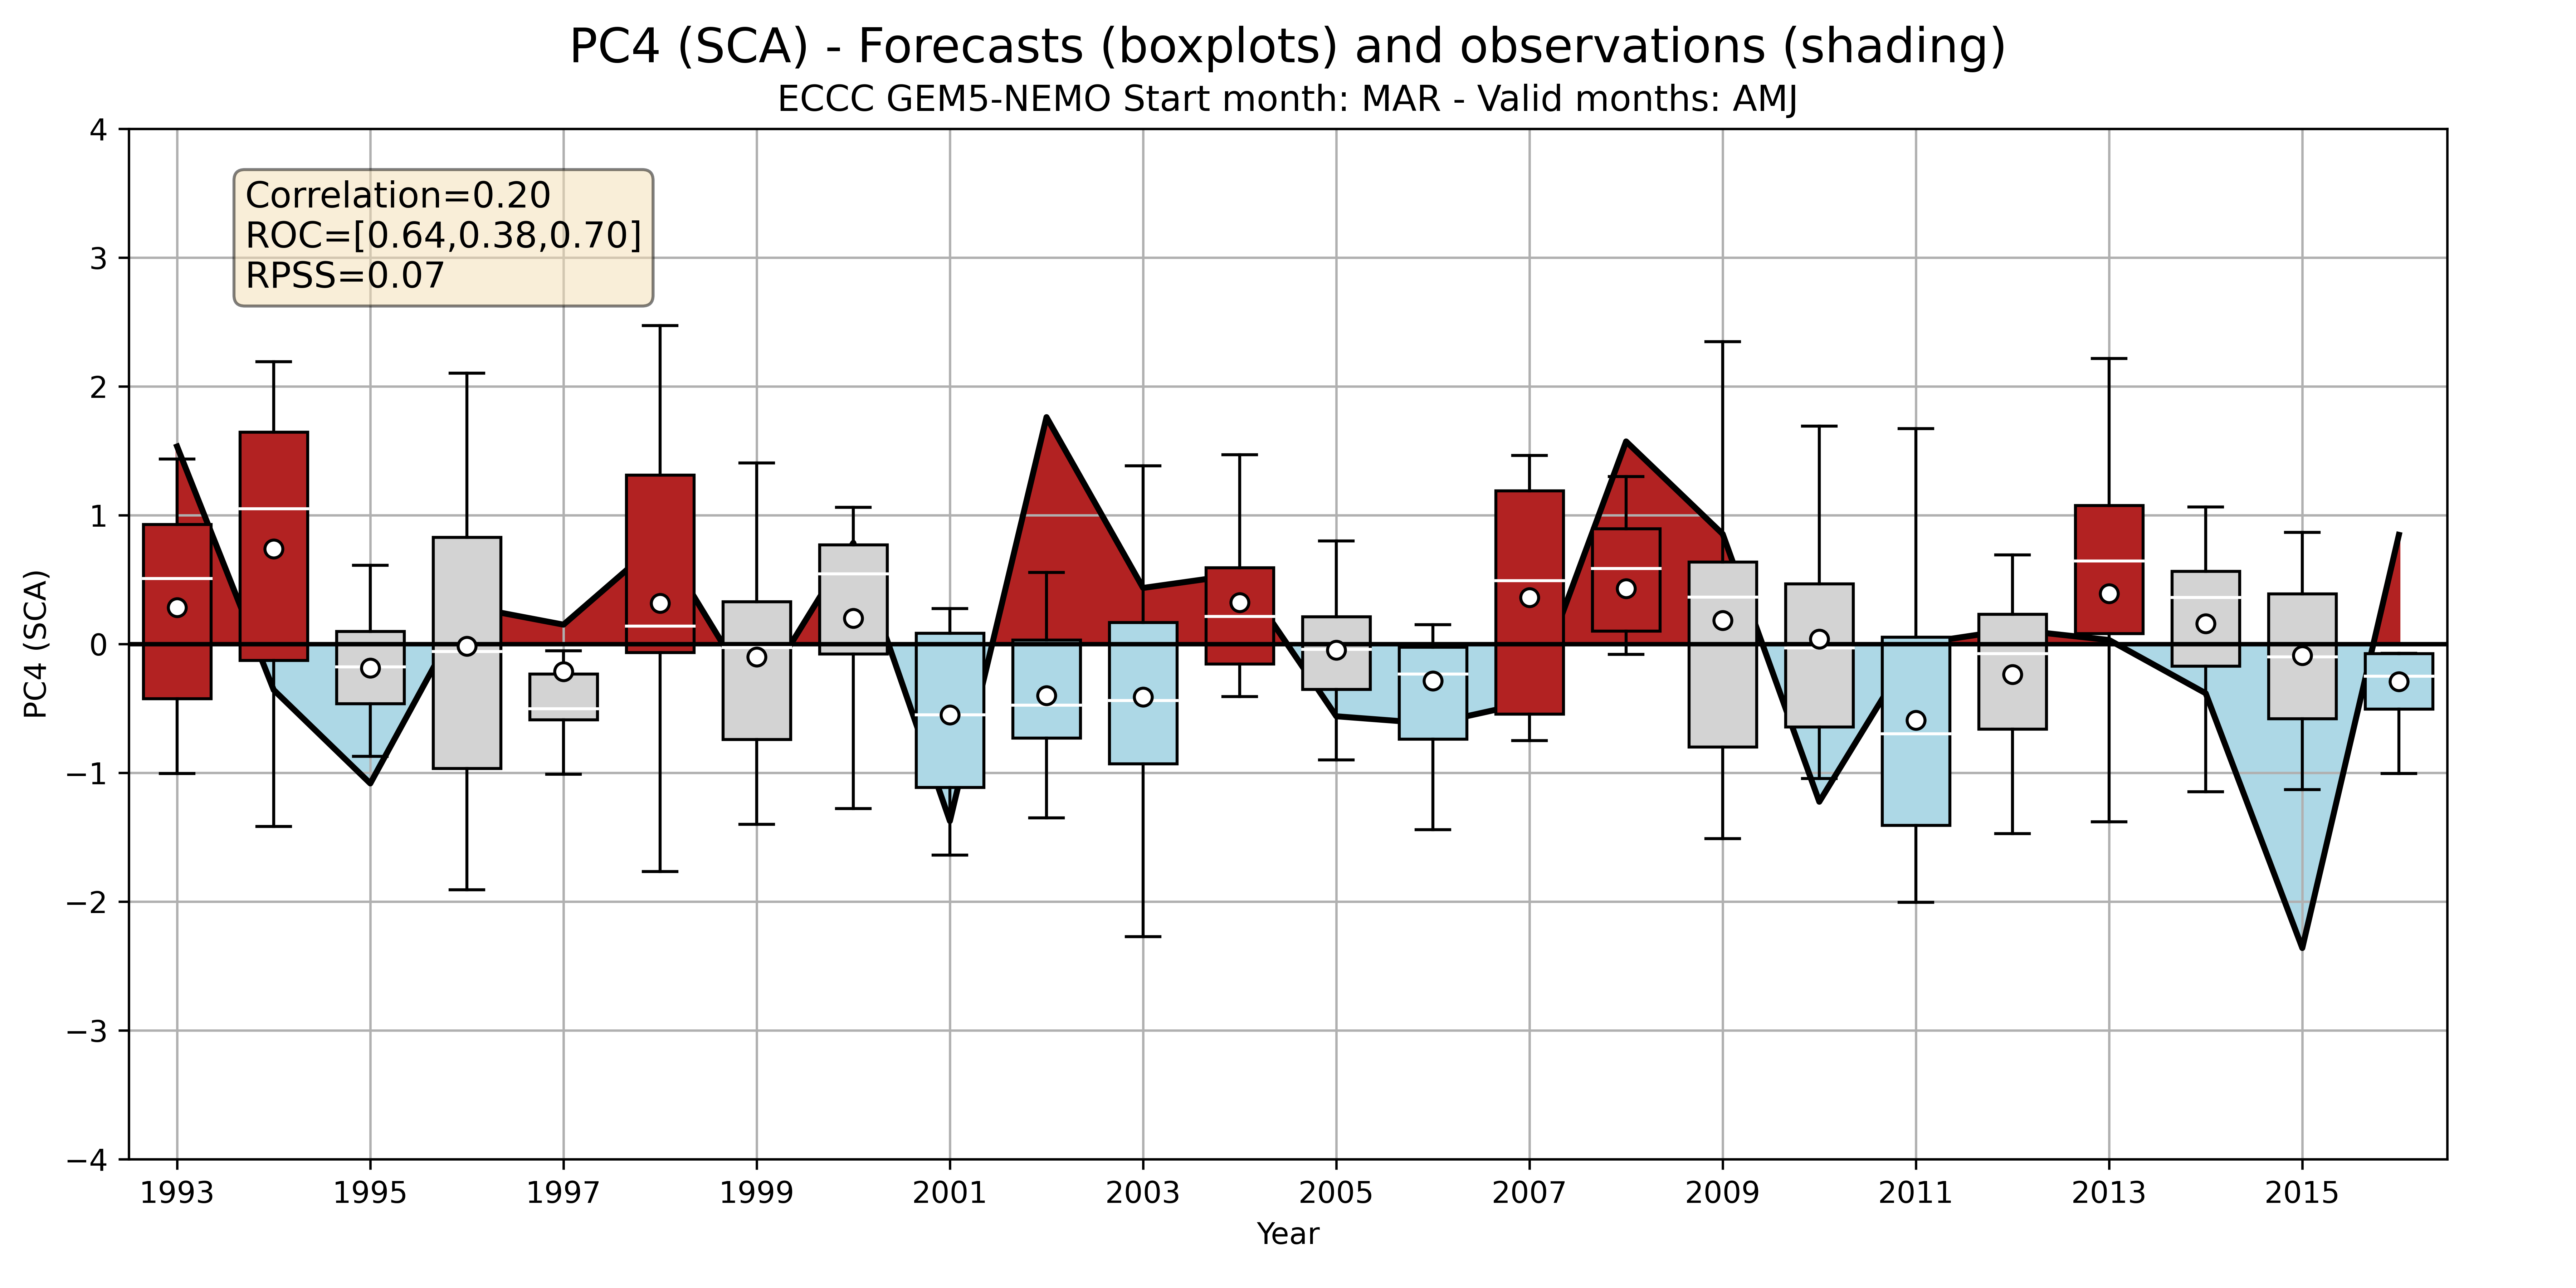 PC4 (SCA) - Forecasts (boxplots) and observations (shading)
ECCC GEM5-NEMO Start month: MAR - Valid months: AMJ
Correlation=0.20
ROC=[0.64,0.38,0.70]
RPSS=0.07
PC4 (SCA)
4
3
2
1
0
−1
−2
−3
−4
1993 1995 1997 1999 2001 2003 2005 2007 2009 2011 2013 2015
Year